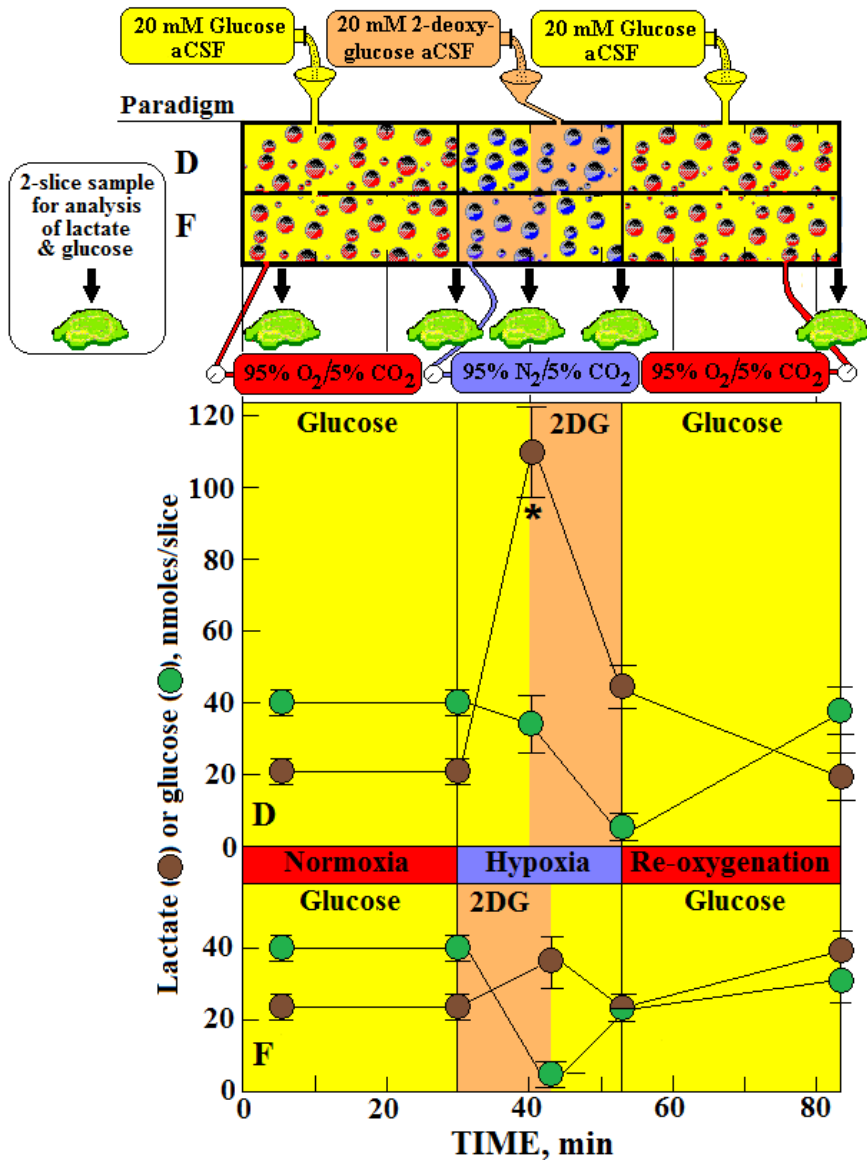 20 mM Glucose
aCSF
20 mM 2-deoxy-
glucose aCSF
20 mM Glucose
aCSF
Paradigm
D
F
2-slice sample
for analysis
of lactate
& glucose
95% O₂/5% CO₂
95% N₂/5% CO₂
95% O₂/5% CO₂
Lactate ( ) or glucose ( ), nmoles/slice
120
100
80
60
40
20
0
Glucose
2DG
Glucose
*
D
Normoxia
Hypoxia
Re-oxygenation
Glucose
2DG
Glucose
40
20
0
F
0
20
40
60
80
TIME, min